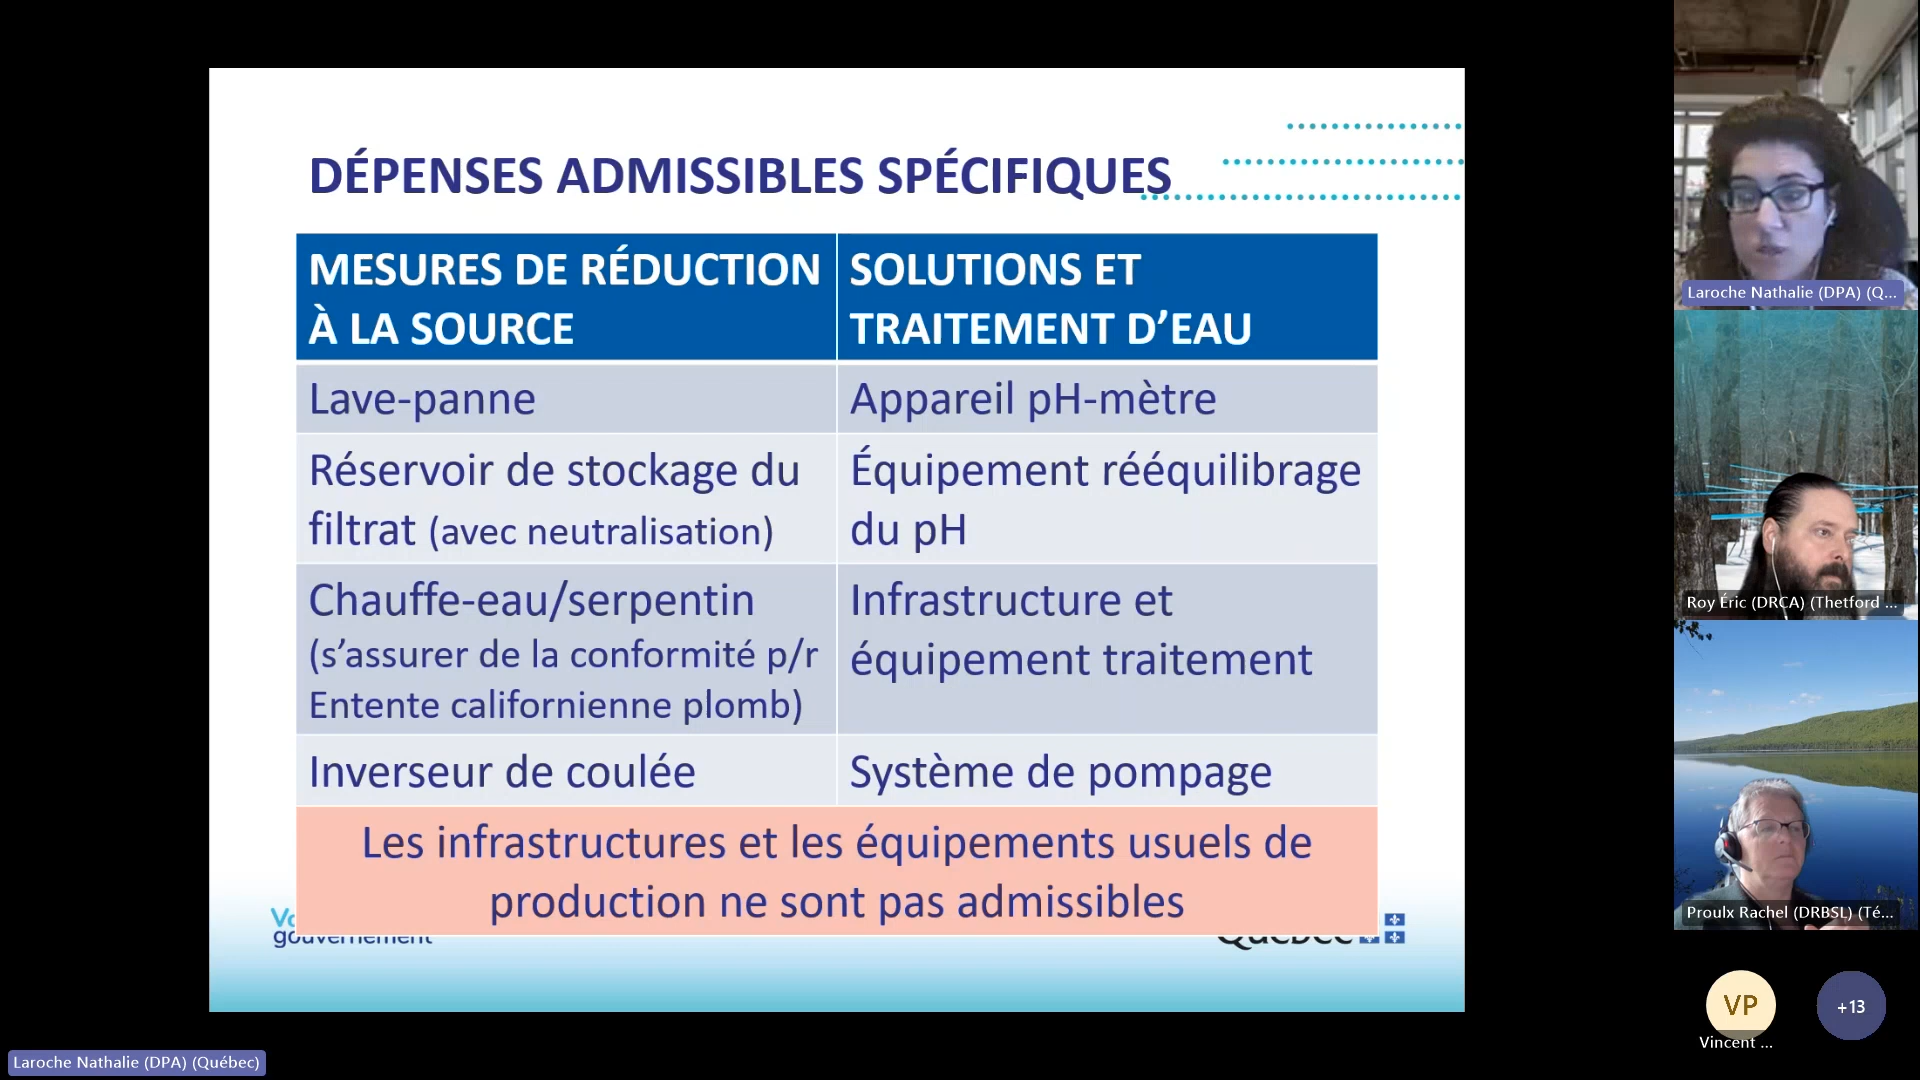 DÉPENSES ADMISSIBLES SPÉCIFIQUES
MESURES DE RÉDUCTION
À LA SOURCE
SOLUTIONS ET
TRAITEMENT D’EAU
Lave-panne
Appareil pH-mètre
Réservoir de stockage du
filtrat (avec neutralisation)
Équipement rééquilibrage
du pH
Chauffe-eau/serpentin
(s’assurer de la conformité p/r
Entente californienne plomb)
Infrastructure et
équipement traitement
Inverseur de coulée
Système de pompage
Les infrastructures et les équipements usuels de
production ne sont pas admissibles
gouvernement
Québec
Laroche Nathalie (DPA) (Q...
Roy Éric (DRCA) (Thetford ...
Proulx Rachel (DRBSL) (Té...
VP
+13
Vincent ...
Laroche Nathalie (DPA) (Québec)